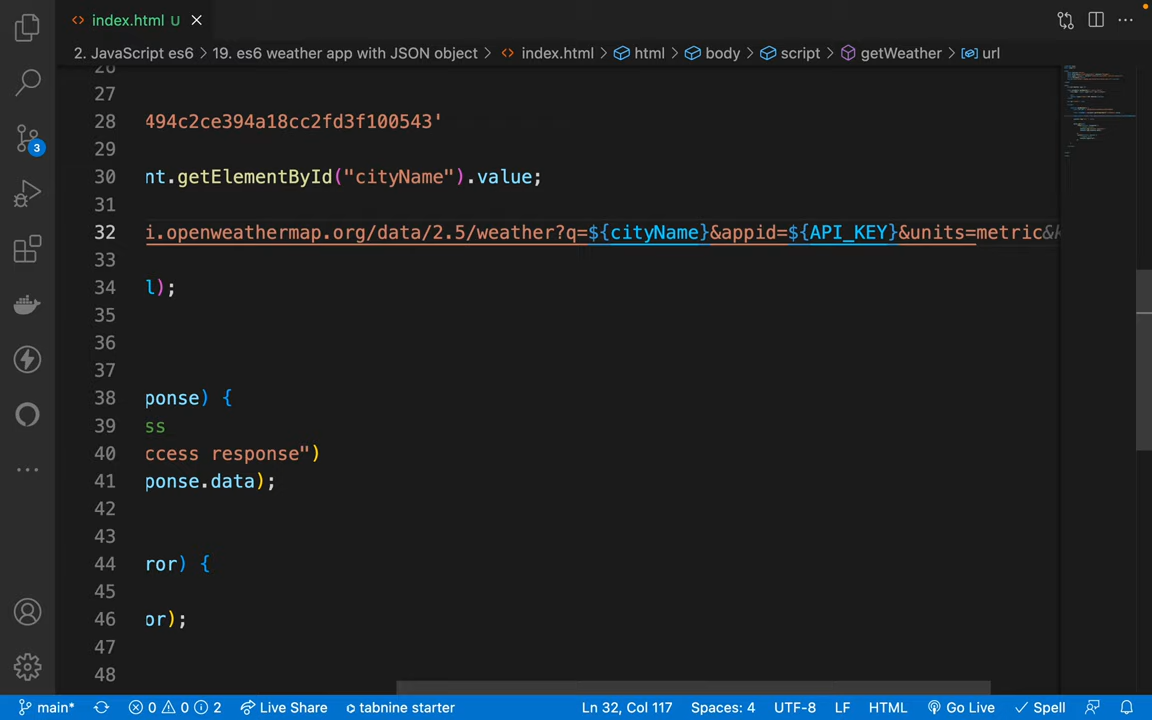 index.html U
2. JavaScript es6 > 19. es6 weather app with JSON object > index.html > html > body > script > getWeather > url
26
27
28 494c2ce394a18cc2fd3f100543'
29
30 nt.getElementById("cityName").value;
31
32 i.openweathermap.org/data/2.5/weather?q=${cityName}&appid=${API_KEY}&units=metric&
33
34 l);
35
36
37
38 ponse) {
39 ss
40 ccess response")
41 ponse.data);
42
43
44 ror) {
45
46 or);
47
48
3
main* 0 0 2 Live Share tabnine starter Ln 32, Col 117 Spaces: 4 UTF-8 LF HTML Go Live Spell